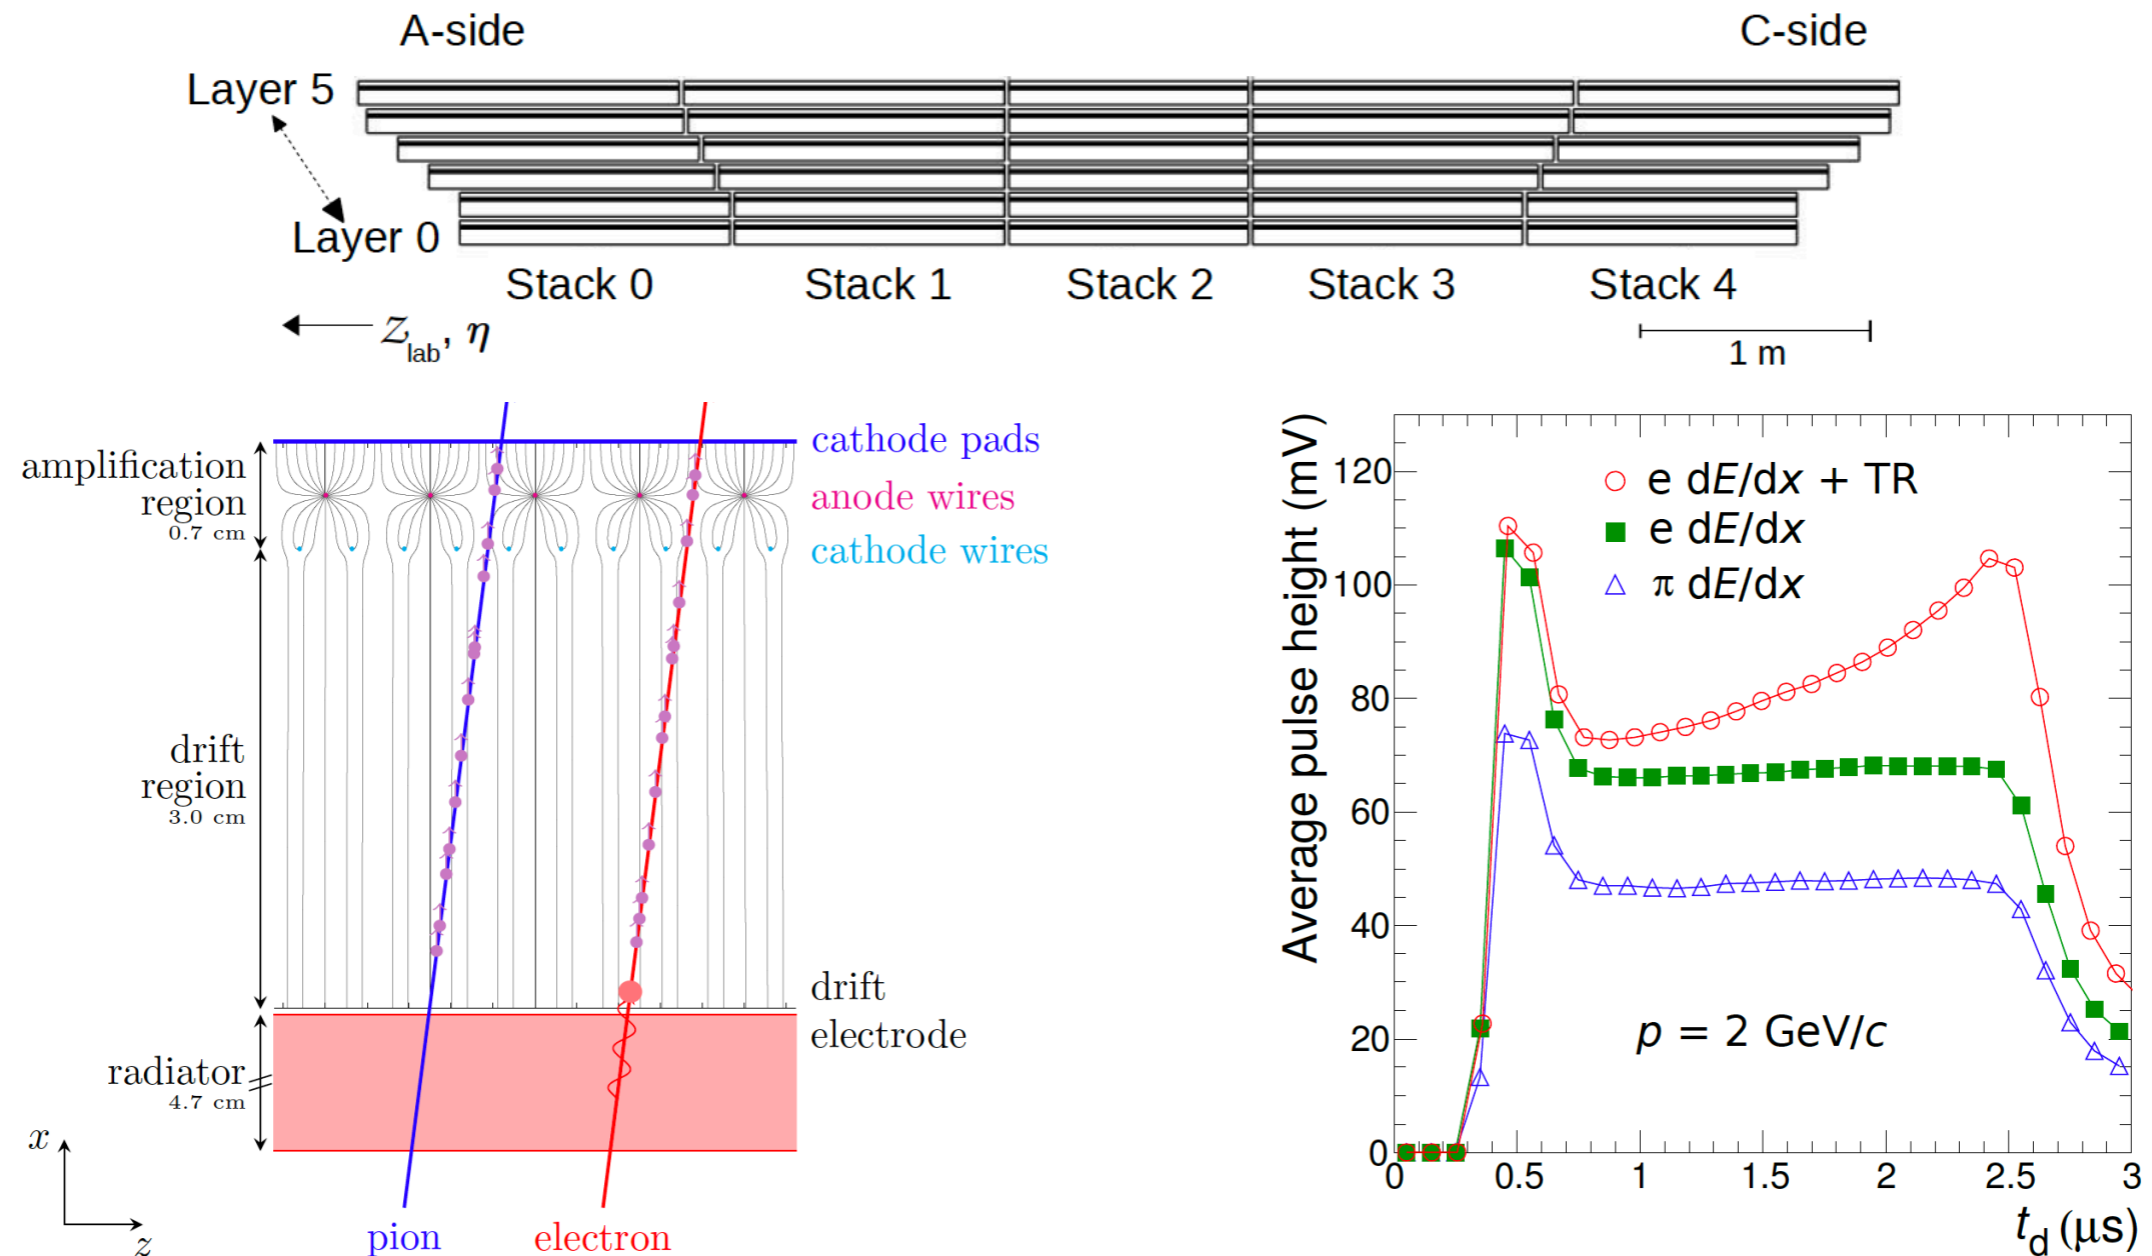 A-side
C-side
Layer 5
Layer 0
Stack 0 Stack 1 Stack 2 Stack 3 Stack 4
z_lab, η
1 m
amplification
region
0.7 cm
cathode pads
anode wires
cathode wires
drift
region
3.0 cm
drift
electrode
radiator
4.7 cm
x
z
pion
electron
Average pulse height (mV)
120
100
80
60
40
20
0
e dE/dx + TR
e dE/dx
π dE/dx
p = 2 GeV/c
0 0.5 1 1.5 2 2.5 3
t_d (μs)